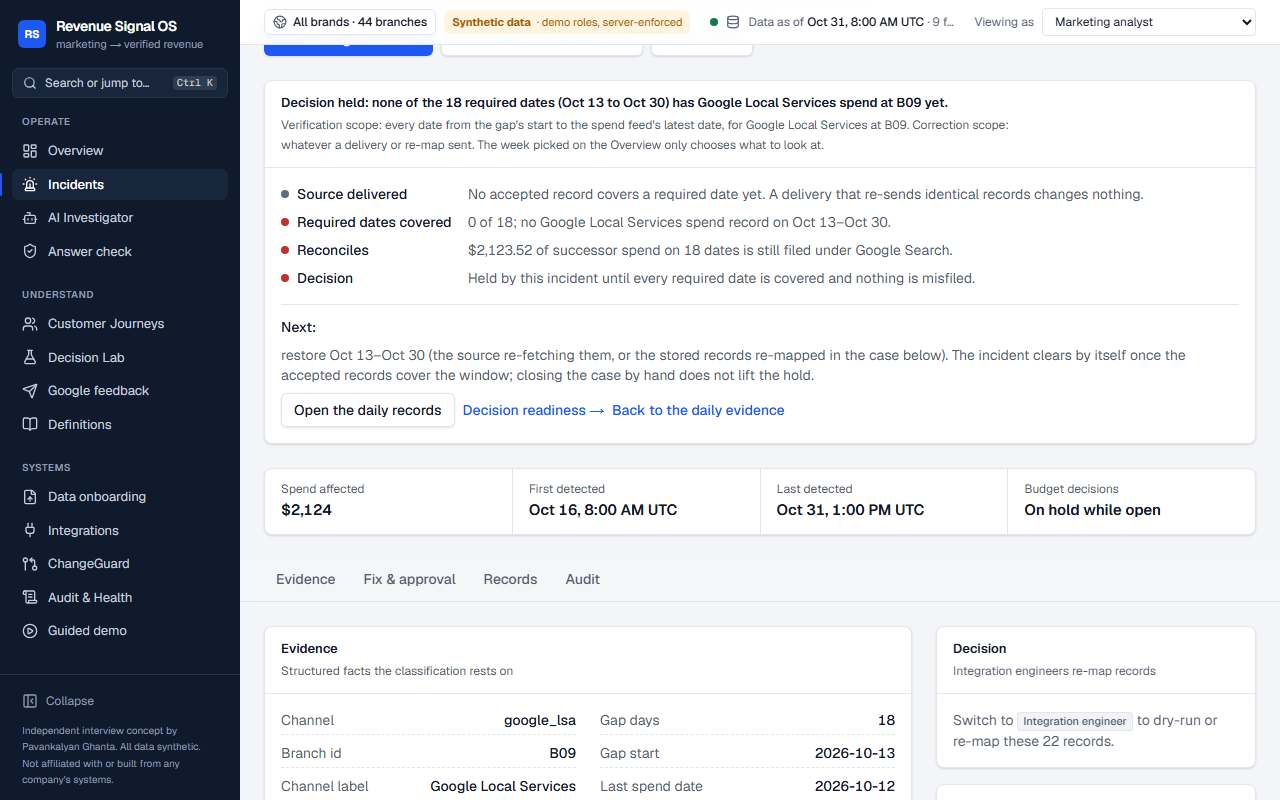 RS
Revenue Signal OS
marketing → verified revenue
Search or jump to...
Ctrl K
OPERATE
Overview
Incidents
AI Investigator
Answer check
UNDERSTAND
Customer Journeys
Decision Lab
Google feedback
Definitions
SYSTEMS
Data onboarding
Integrations
ChangeGuard
Audit & Health
Guided demo
Collapse
Independent interview concept by
Pavankalyan Ghanta. All data synthetic.
Not affiliated with or built from any
company's systems.
All brands · 44 branches
Synthetic data · demo roles, server-enforced
Data as of Oct 31, 8:00 AM UTC · 9 f...
Viewing as
Marketing analyst
Decision held: none of the 18 required dates (Oct 13 to Oct 30) has Google Local Services spend at B09 yet.
Verification scope: every date from the gap's start to the spend feed's latest date, for Google Local Services at B09. Correction scope:
whatever a delivery or re-map sent. The week picked on the Overview only chooses what to look at.
Source delivered
No accepted record covers a required date yet. A delivery that re-sends identical records changes nothing.
Required dates covered
0 of 18; no Google Local Services spend record on Oct 13–Oct 30.
Reconciles
$2,123.52 of successor spend on 18 dates is still filed under Google Search.
Decision
Held by this incident until every required date is covered and nothing is misfiled.
Next:
restore Oct 13–Oct 30 (the source re-fetching them, or the stored records re-mapped in the case below). The incident clears by itself once the
accepted records cover the window; closing the case by hand does not lift the hold.
Open the daily records
Decision readiness →
Back to the daily evidence
Spend affected
$2,124
First detected
Oct 16, 8:00 AM UTC
Last detected
Oct 31, 1:00 PM UTC
Budget decisions
On hold while open
Evidence
Fix & approval
Records
Audit
Evidence
Structured facts the classification rests on
Channel
google_lsa
Gap days
18
Branch id
B09
Gap start
2026-10-13
Channel label
Google Local Services
Last spend date
2026-10-12
Decision
Integration engineers re-map records
Switch to Integration engineer to dry-run or
re-map these 22 records.